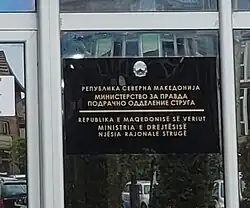 РЕПУБЛИКА СЕВЕРНА МАКЕДОНИЈА
МИНИСТЕРСТВО ЗА ПРАВДА
ПОДРАЧНО ОДДЕЛЕНИЕ СТРУГА
REPUBLIKA E MAQEDONISË SË VERIUT
MINISTRIA E DREJTËSISË
NJËSIA RAJONALE STRUGË